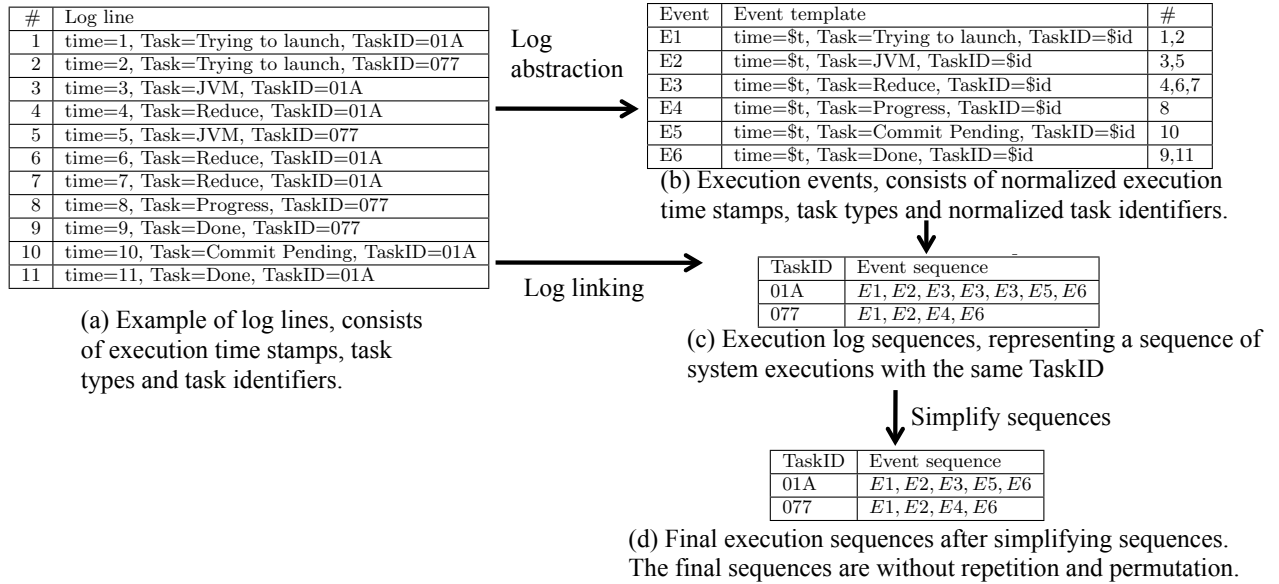 # Log line
1 time=1, Task=Trying to launch, TaskID=01A
2 time=2, Task=Trying to launch, TaskID=077
3 time=3, Task=JVM, TaskID=01A
4 time=4, Task=Reduce, TaskID=01A
5 time=5, Task=JVM, TaskID=077
6 time=6, Task=Reduce, TaskID=01A
7 time=7, Task=Reduce, TaskID=01A
8 time=8, Task=Progress, TaskID=077
9 time=9, Task=Done, TaskID=077
10 time=10, Task=Commit Pending, TaskID=01A
11 time=11, Task=Done, TaskID=01A
(a) Example of log lines, consists
of execution time stamps, task
types and task identifiers.
Log
abstraction
Event Event template #
E1 time=$t, Task=Trying to launch, TaskID=$id 1,2
E2 time=$t, Task=JVM, TaskID=$id 3,5
E3 time=$t, Task=Reduce, TaskID=$id 4,6,7
E4 time=$t, Task=Progress, TaskID=$id 8
E5 time=$t, Task=Commit Pending, TaskID=$id 10
E6 time=$t, Task=Done, TaskID=$id 9,11
(b) Execution events, consists of normalized execution
time stamps, task types and normalized task identifiers.
Log linking
TaskID Event sequence
01A E1, E2, E3, E3, E3, E5, E6
077 E1, E2, E4, E6
(c) Execution log sequences, representing a sequence of
system executions with the same TaskID
Simplify sequences
TaskID Event sequence
01A E1, E2, E3, E5, E6
077 E1, E2, E4, E6
(d) Final execution sequences after simplifying sequences.
The final sequences are without repetition and permutation.